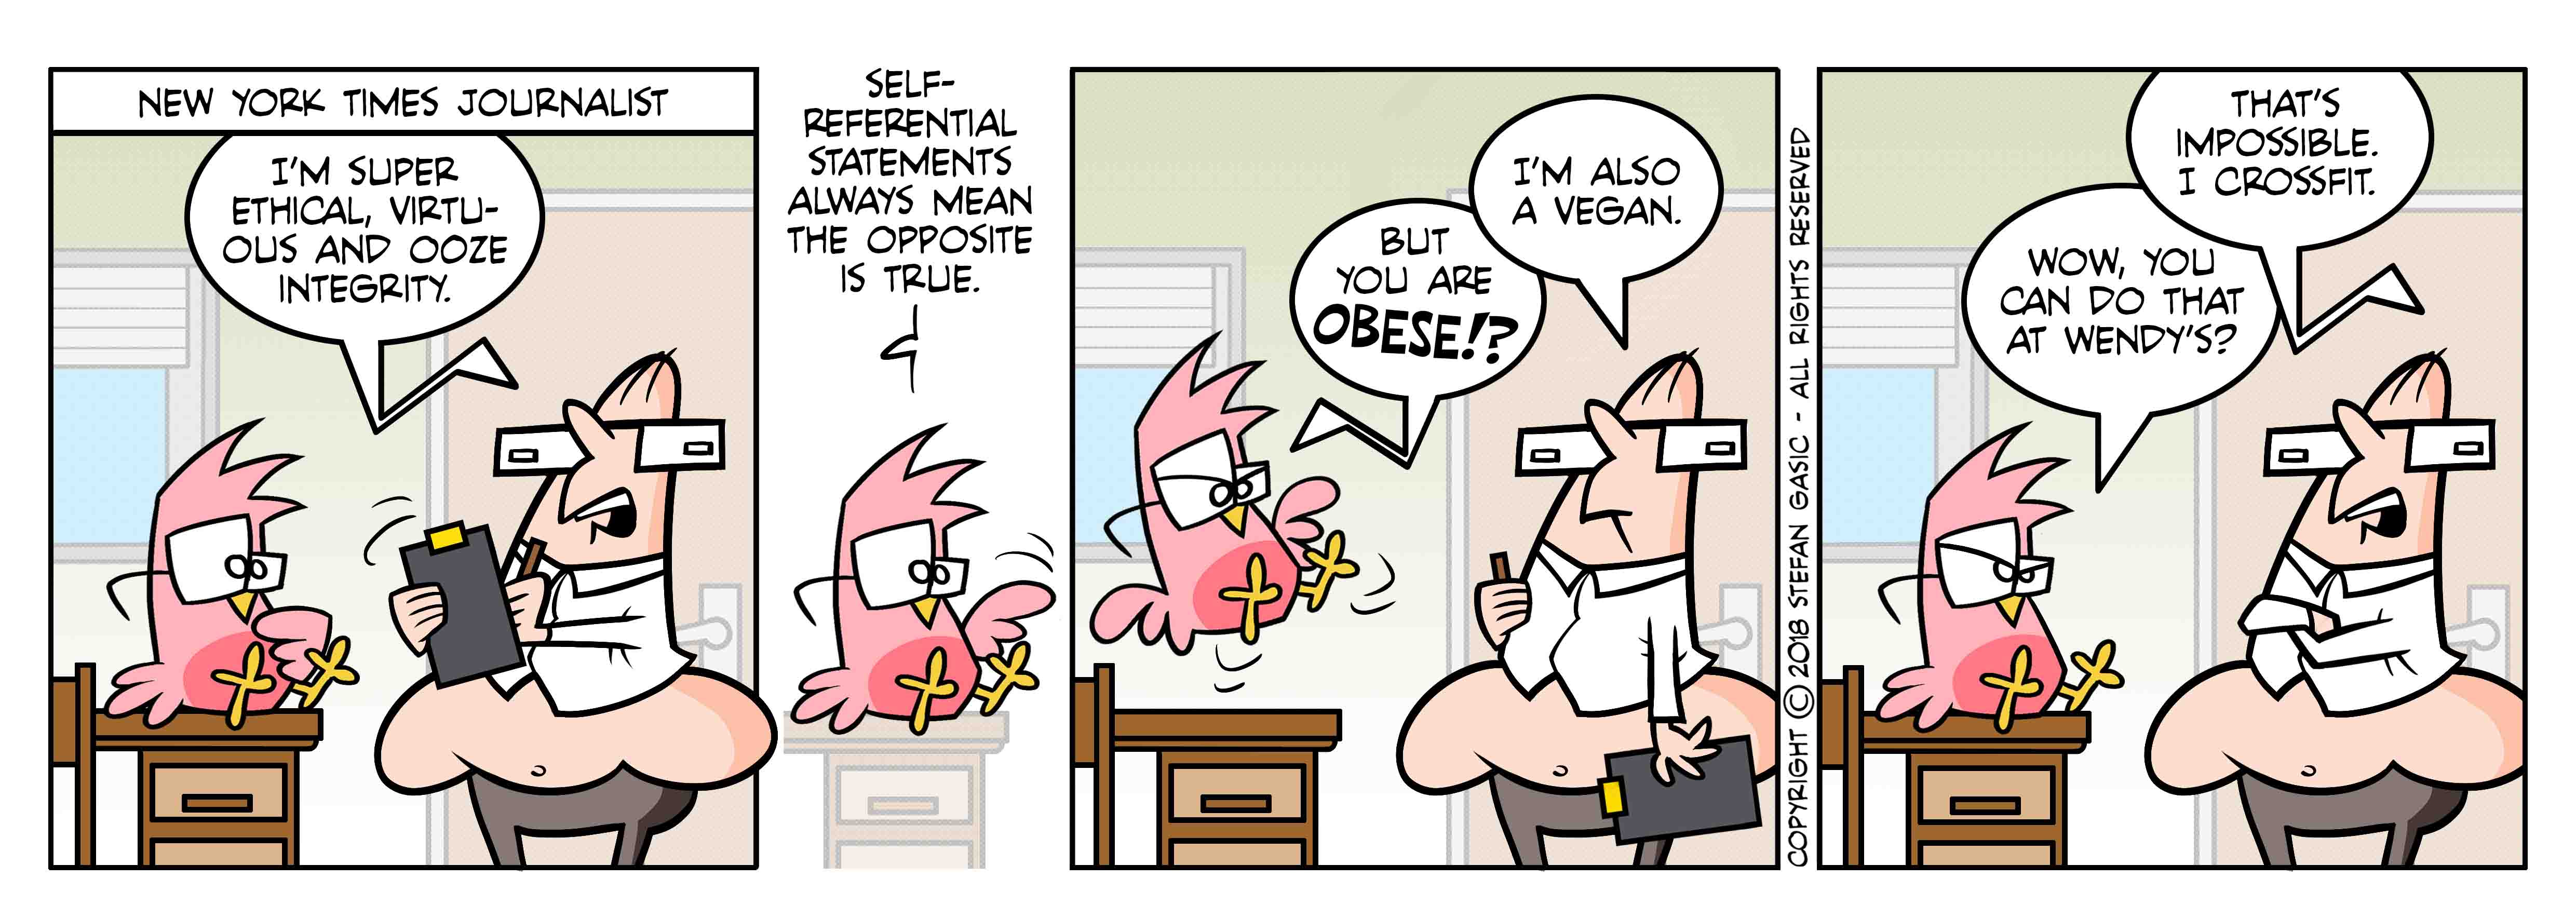 NEW YORK TIMES JOURNALIST
I'M SUPER
ETHICAL, VIRTU-
OUS AND OOZE
INTEGRITY.
SELF-
REFERENTIAL
STATEMENTS
ALWAYS MEAN
THE OPPOSITE
IS TRUE.
I'M ALSO
A VEGAN.
BUT
YOU ARE
OBESE!?
COPYRIGHT © 2018 STEFAN GASIC - ALL RIGHTS RESERVED
THAT'S
IMPOSSIBLE.
I CROSSFIT.
WOW, YOU
CAN DO THAT
AT WENDY'S?